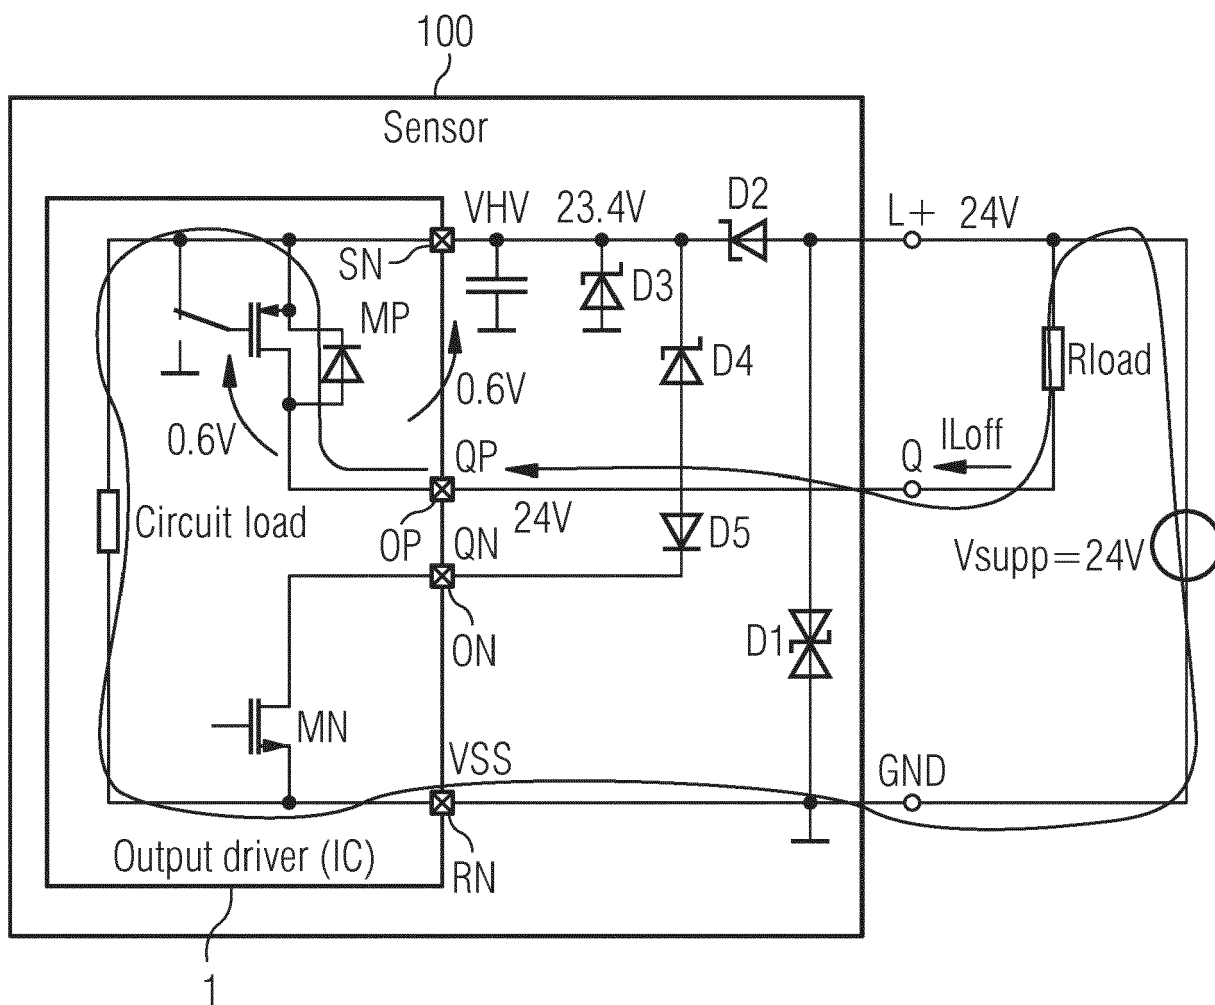 100
Sensor
VHV 23.4V
D2
L+ 24V
SN
MP
D3
D4
Rload
0.6V
0.6V
QP
Q
ILoff
24V
Circuit load
OP
QN
D5
Vsupp=24V
ON
D1
MN
VSS
GND
Output driver (IC)
RN
1